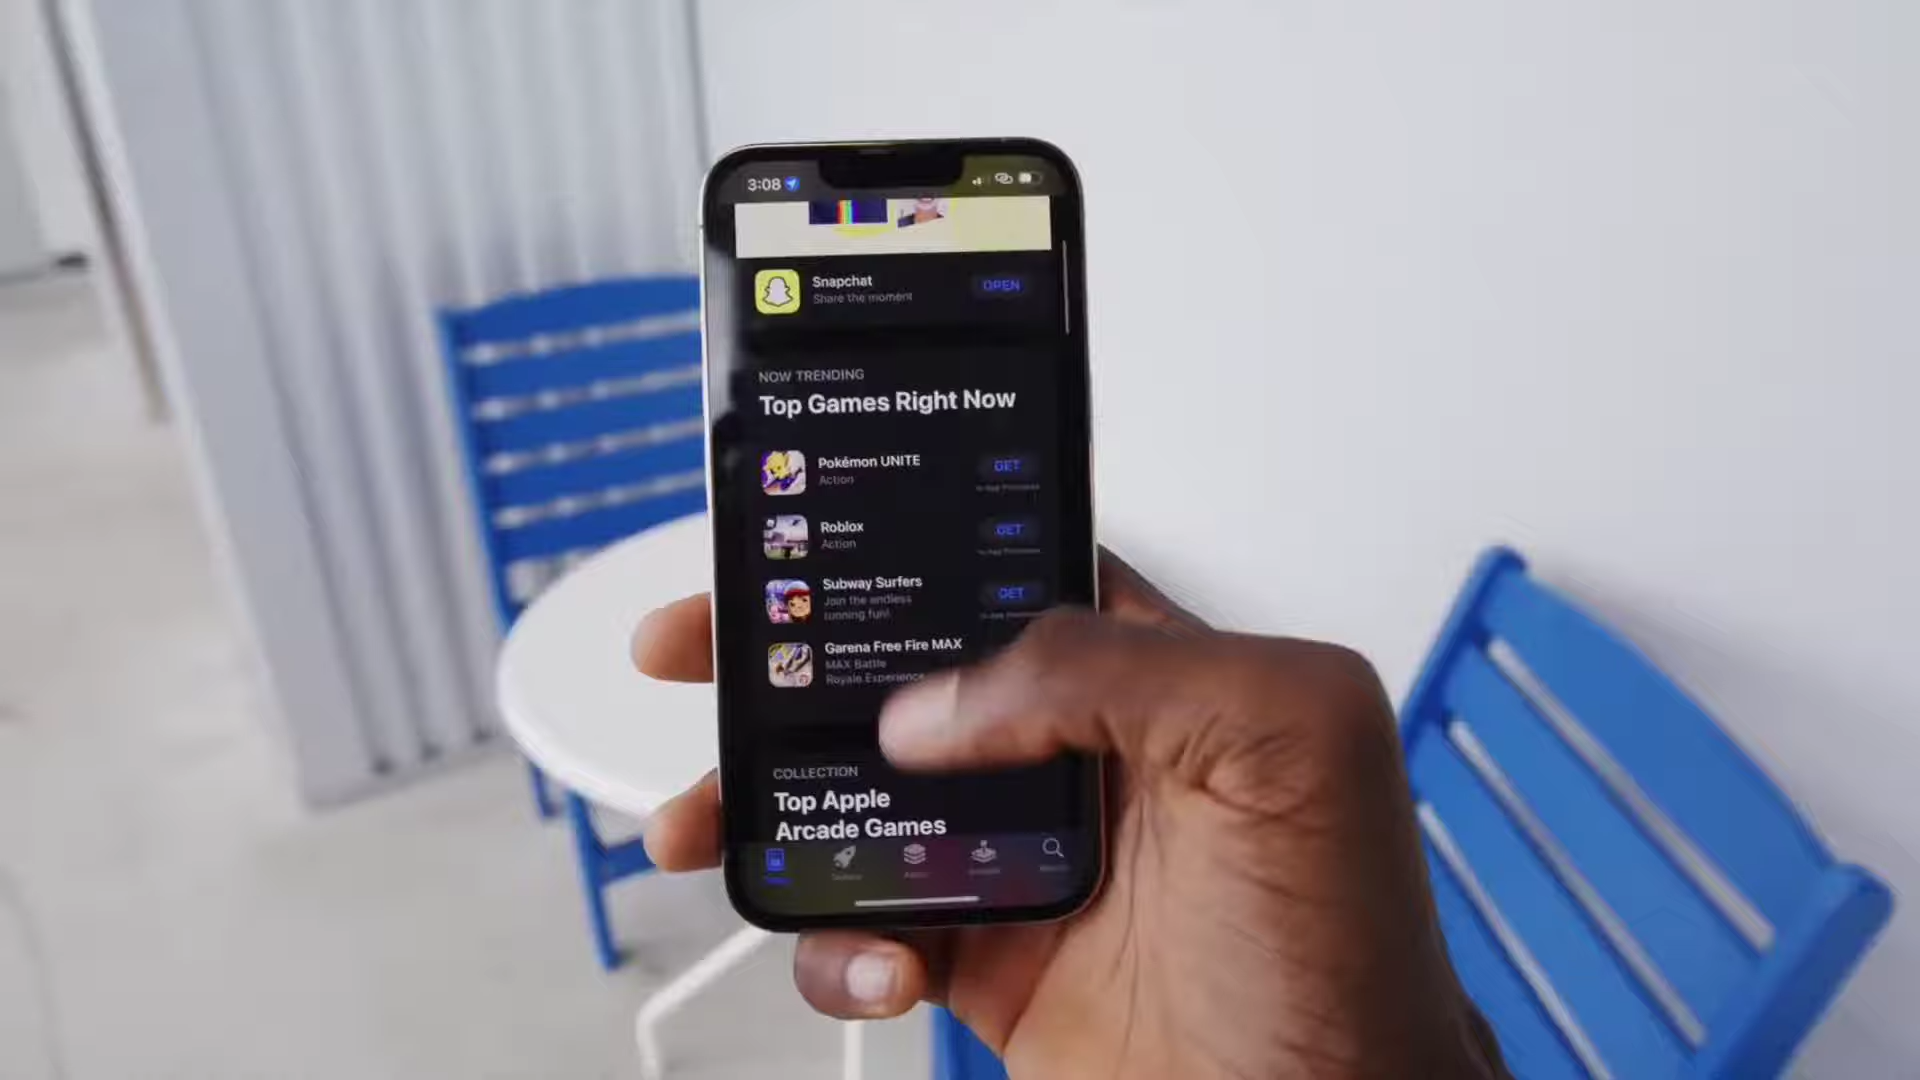 3:08
Snapchat
Share the moment
OPEN
NOW TRENDING
Top Games Right Now
Pokémon UNITE
Action
GET
Roblox
Action
GET
Subway Surfers
Join the endless
running fun!
GET
Garena Free Fire MAX
MAX Battle
Royale Experience
COLLECTION
Top Apple
Arcade Games